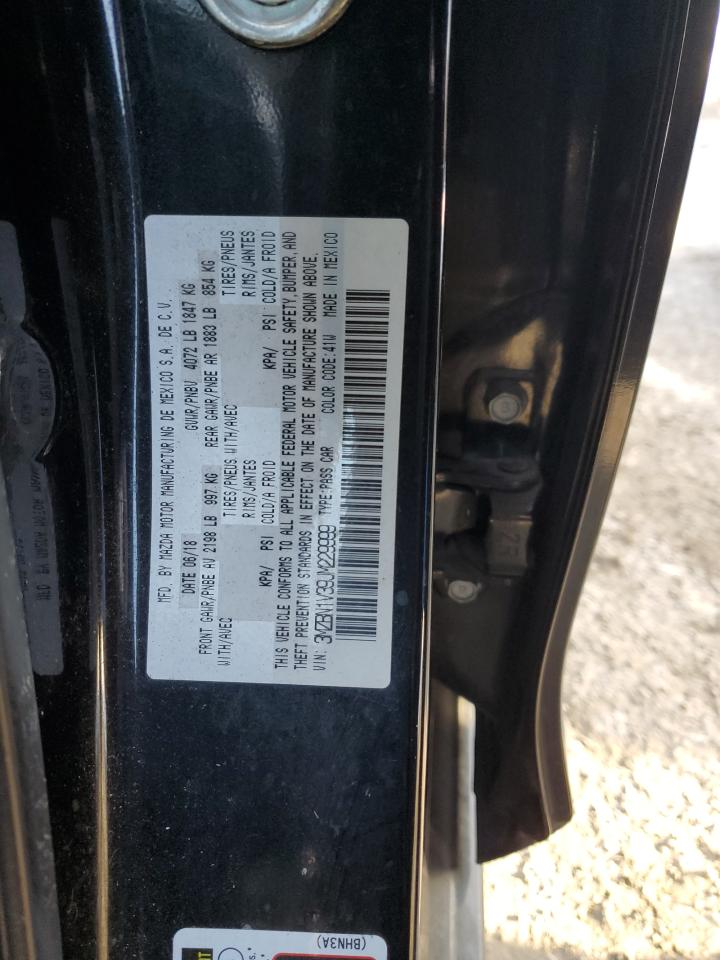 MFD. BY MAZDA MOTOR MANUFACTURING DE MEXICO S.A. DE C.V.
DATE 06/18 GVWR/PNBV 4072 LB 1847 KG
FRONT GAWR/PNBE AV 2198 LB 997 KG REAR GAWR/PNBE AR 1883 LB 854 KG
WITH/AVEC TIRES/PNEUS WITH/AVEC TIRES/PNEUS
RIMS/JANTES RIMS/JANTES
KPA/ PSI COLD/A FROID KPA/ PSI COLD/A FROID
THIS VEHICLE CONFORMS TO ALL APPLICABLE FEDERAL MOTOR VEHICLE SAFETY, BUMPER, AND
THEFT PREVENTION STANDARDS IN EFFECT ON THE DATE OF MANUFACTURE SHOWN ABOVE.
VIN: 3MZBN1V39JM229999 TYPE:PASS CAR COLOR CODE:41W MADE IN MEXICO
(BHN3A)